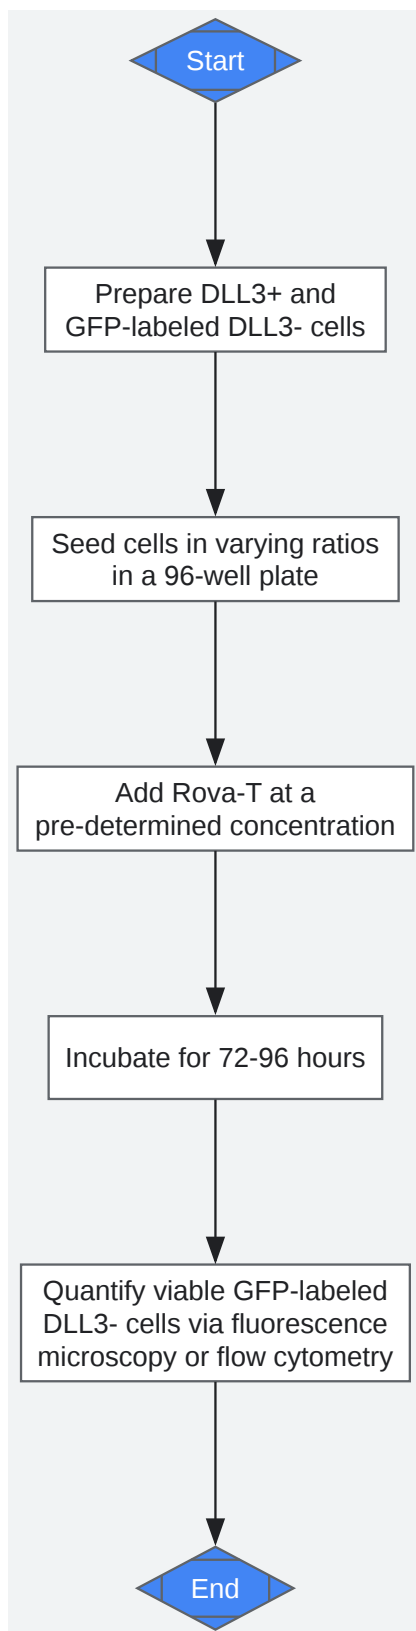 Start
Prepare DLL3+ and
GFP-labeled DLL3- cells
Seed cells in varying ratios
in a 96-well plate
Add Rova-T at a
pre-determined concentration
Incubate for 72-96 hours
Quantify viable GFP-labeled
DLL3- cells via fluorescence
microscopy or flow cytometry
End